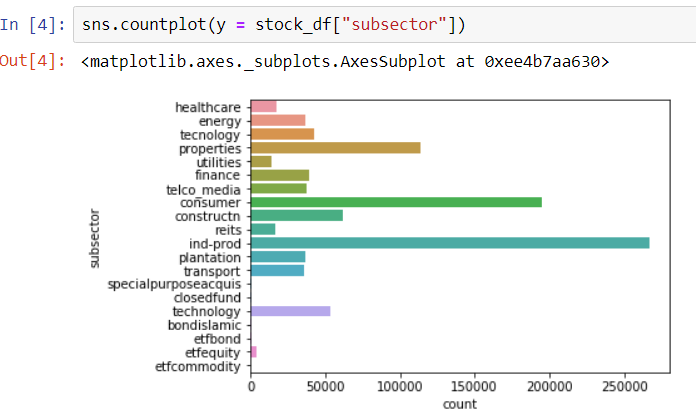 In [4]: sns.countplot(y = stock_df["subsector"])
Out[4]: <matplotlib.axes._subplots.AxesSubplot at 0xee4b7aa630>
healthcare
energy
tecnology
properties
utilities
finance
telco_media
consumer
constructn
reits
ind-prod
plantation
transport
specialpurposeacquis
closedfund
technology
bondislamic
etfbond
etfequity
etfcommodity
subsector
0 50000 100000 150000 200000 250000
count